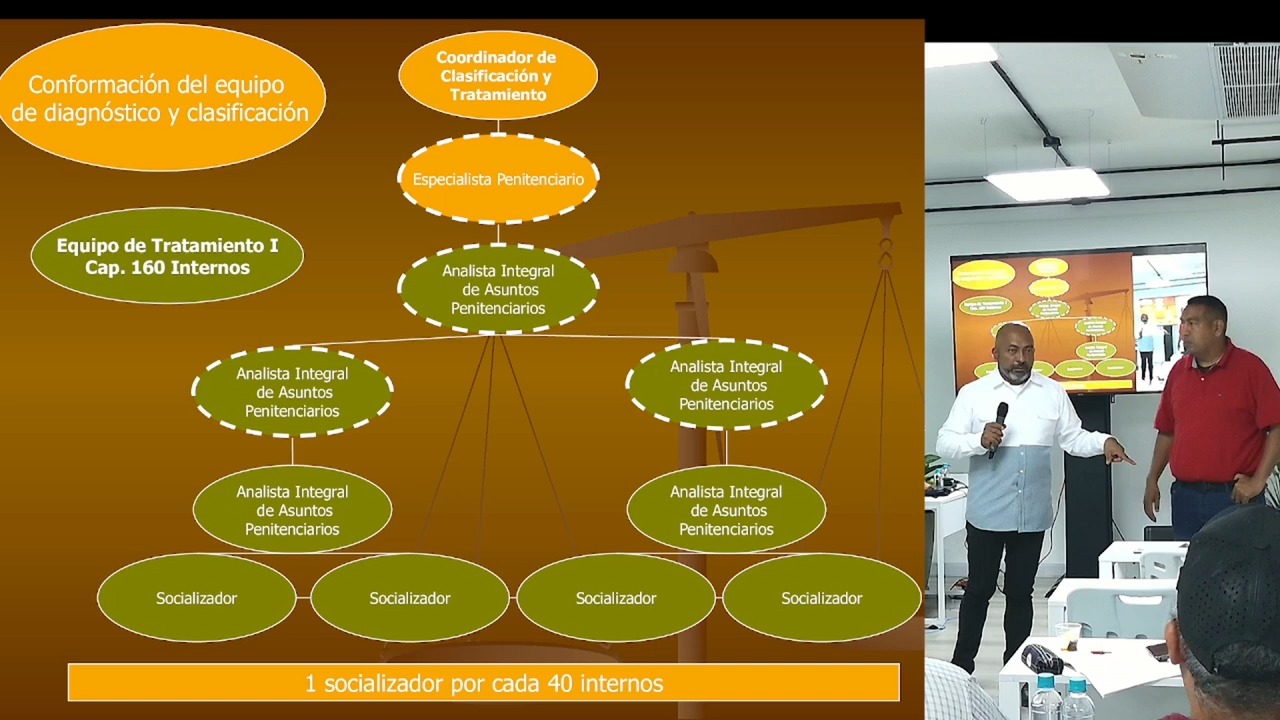 Conformación del equipo
de diagnóstico y clasificación
Coordinador de
Clasificación y
Tratamiento
Especialista Penitenciario
Equipo de Tratamiento I
Cap. 160 Internos
Analista Integral
de Asuntos
Penitenciarios
Analista Integral
de Asuntos
Penitenciarios
Analista Integral
de Asuntos
Penitenciarios
Analista Integral
de Asuntos
Penitenciarios
Analista Integral
de Asuntos
Penitenciarios
Socializador
Socializador
Socializador
Socializador
1 socializador por cada 40 internos